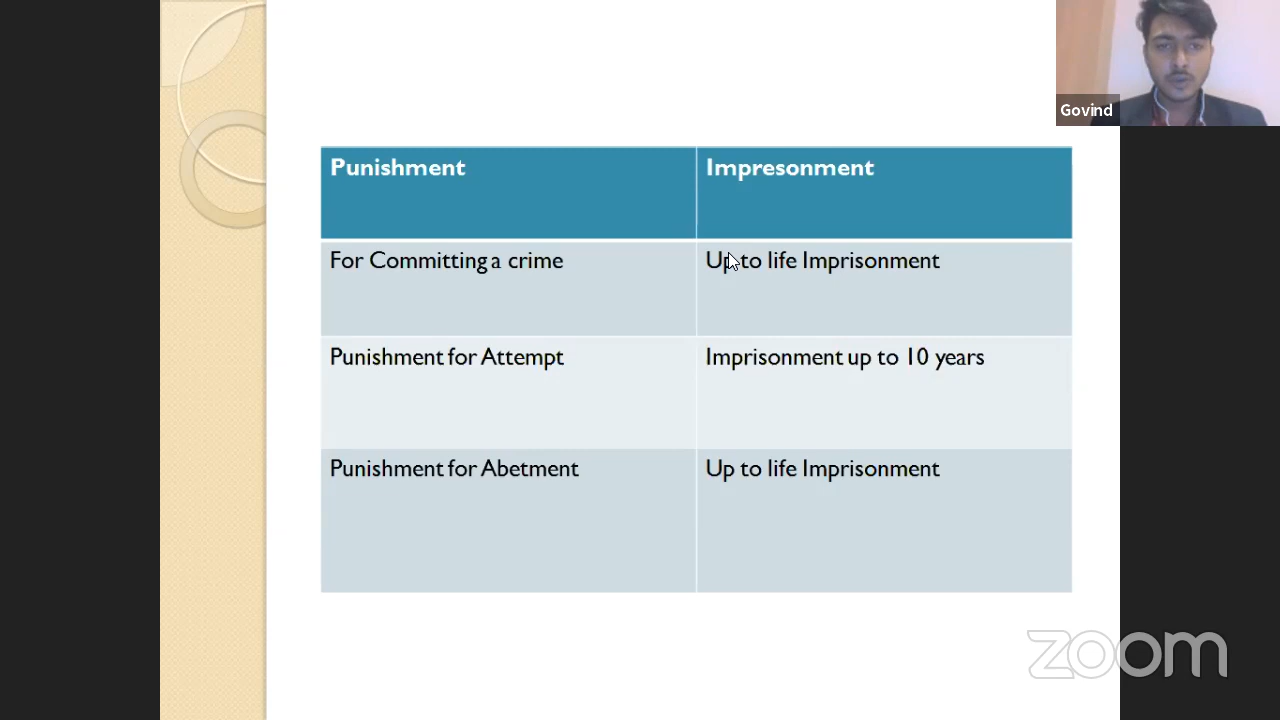 Govind
Punishment
Impresonment
For Committing a crime
Up to life Imprisonment
Punishment for Attempt
Imprisonment up to 10 years
Punishment for Abetment
Up to life Imprisonment
zoom